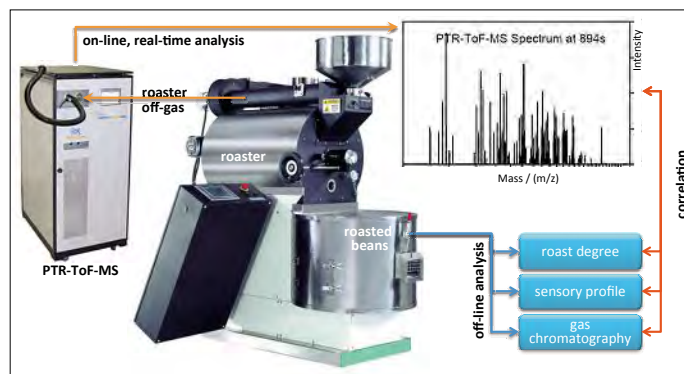 on-line, real-time analysis
PTR-ToF-MS Spectrum at 894s
Intensity
Mass / (m/z)
roaster
off-gas
roaster
PTR-ToF-MS
roasted
beans
off-line analysis
roast degree
sensory profile
gas
chromatography
correlation